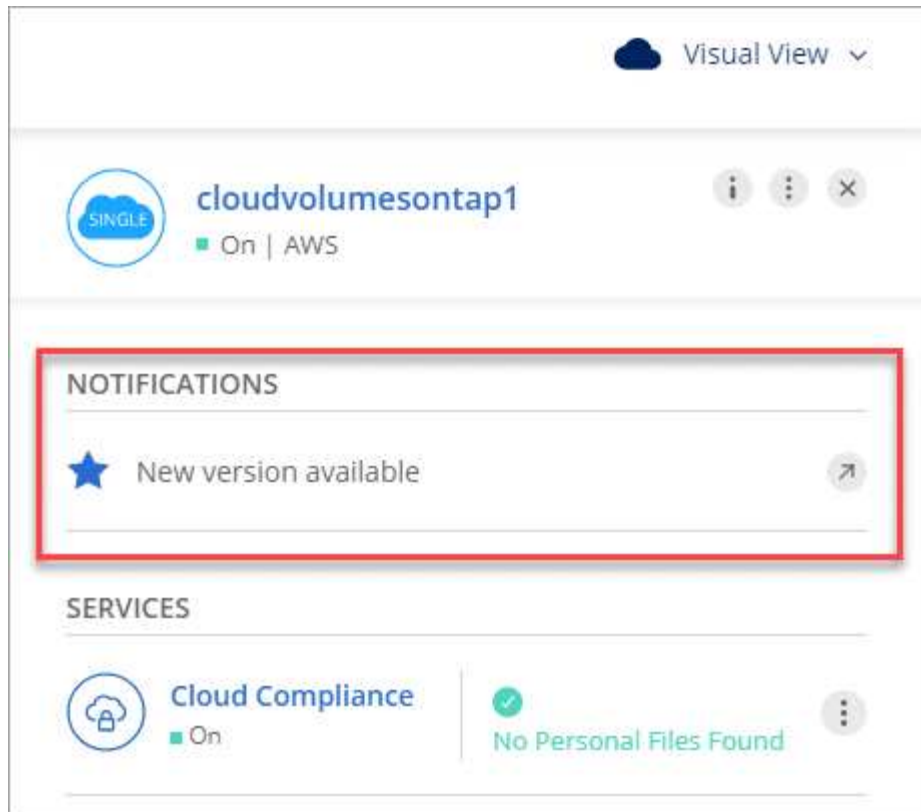 Visual View
SINGLE
cloudvolumesontap1
On | AWS
NOTIFICATIONS
New version available
SERVICES
Cloud Compliance
On
No Personal Files Found